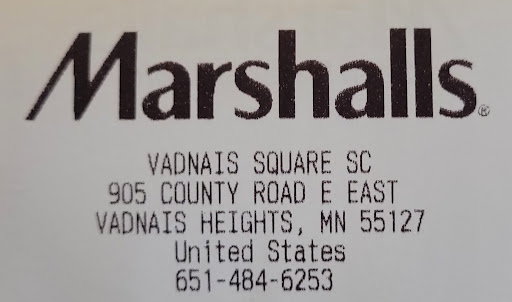 Marshalls®
VADNAIS SQUARE SC
905 COUNTY ROAD E EAST
VADNAIS HEIGHTS, MN 55127
United States
651-484-6253